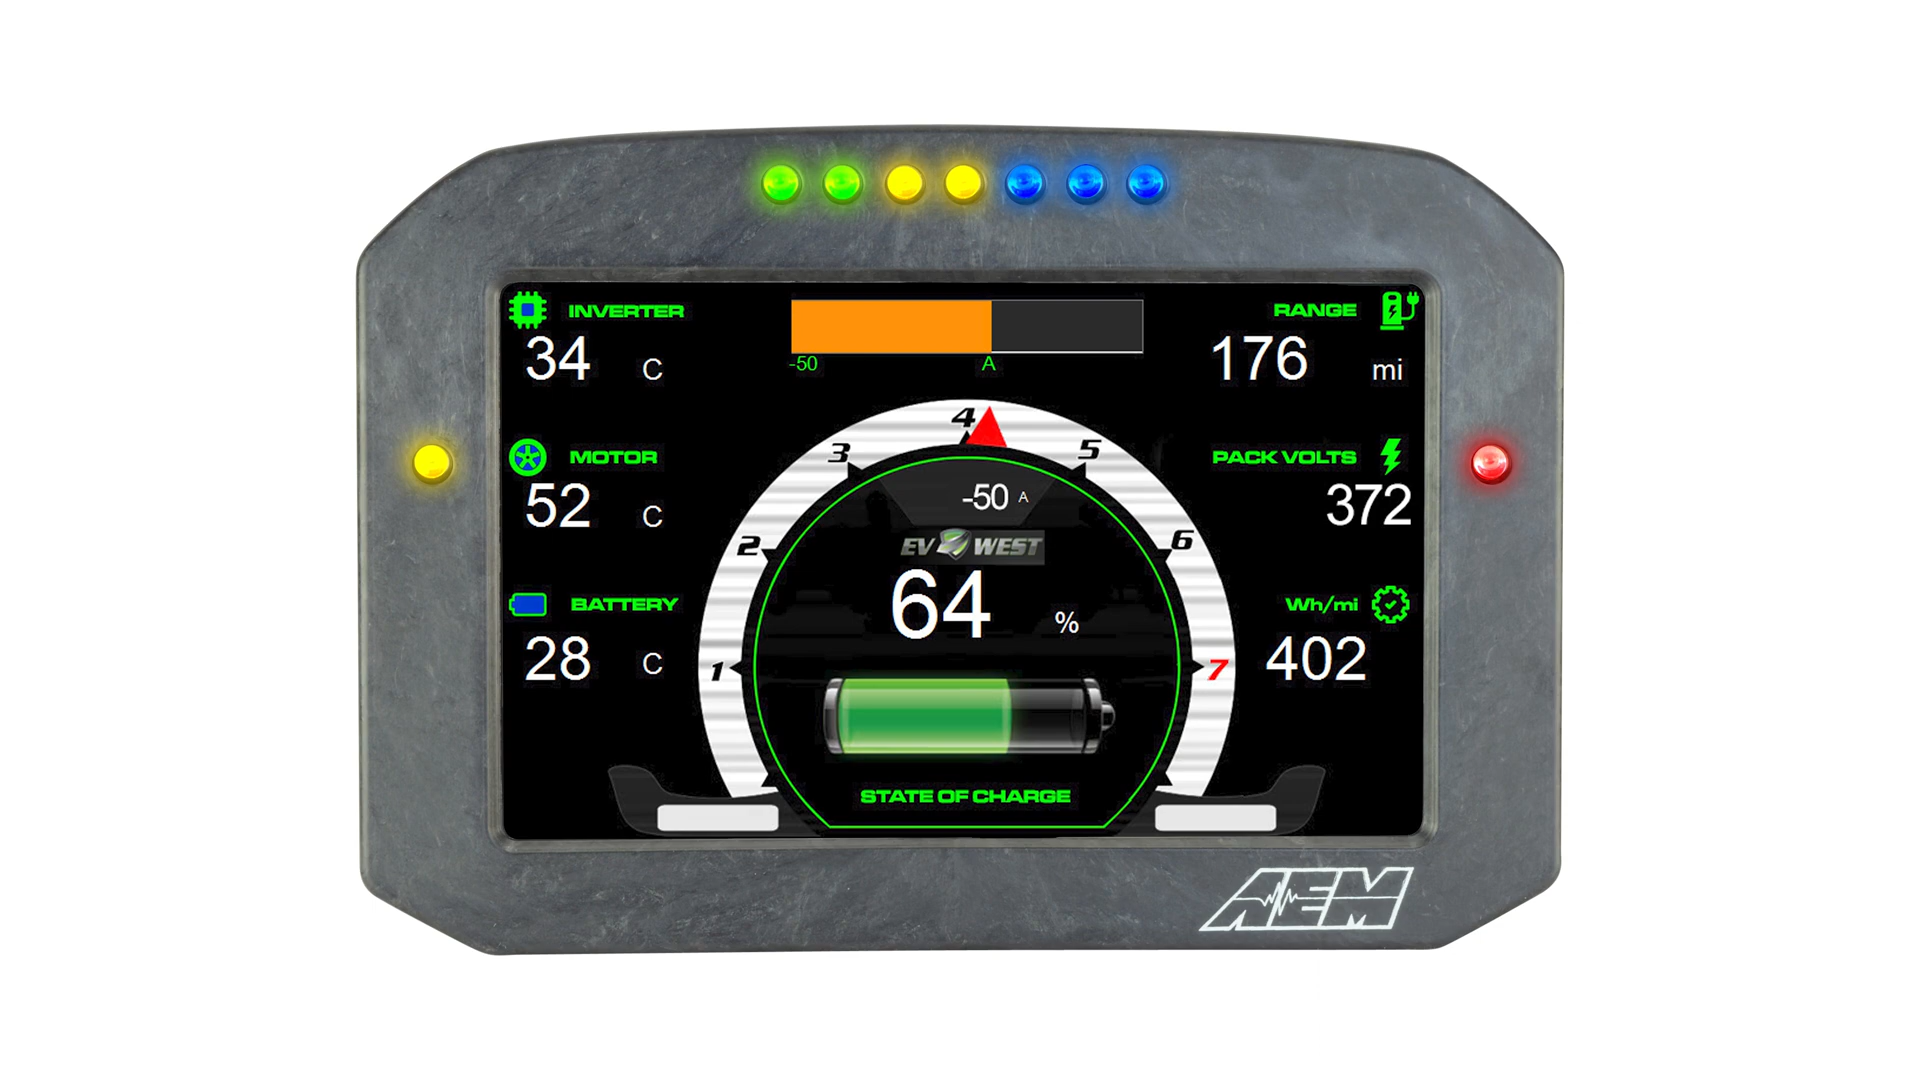 INVERTER
34 C
-50 A
RANGE
176 mi
MOTOR
52 C
PACK VOLTS
372
BATTERY
28 C
Wh/mi
402
1
2
3
4
5
6
7
-50 A
EV WEST
64 %
STATE OF CHARGE
AEM